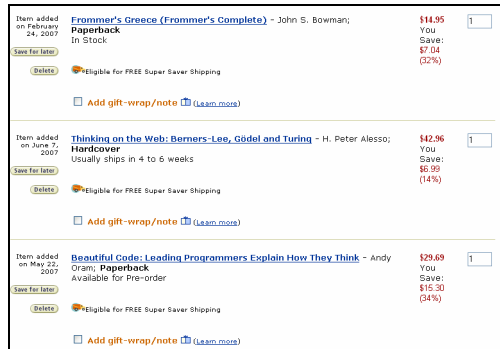 Item added on February 24, 2007
Save for later
Delete
Frommer's Greece (Frommer's Complete) - John S. Bowman;
Paperback
In Stock
Eligible for FREE Super Saver Shipping
Add gift-wrap/note (Learn more)
$14.95
You
Save:
$7.04
(32%)
1
Item added on June 7, 2007
Save for later
Delete
Thinking on the Web: Berners-Lee, Gödel and Turing - H. Peter Alesso;
Hardcover
Usually ships in 4 to 6 weeks
Eligible for FREE Super Saver Shipping
Add gift-wrap/note (Learn more)
$42.96
You
Save:
$6.99
(14%)
1
Item added on May 22, 2007
Save for later
Delete
Beautiful Code: Leading Programmers Explain How They Think - Andy
Oram; Paperback
Available for Pre-order
Eligible for FREE Super Saver Shipping
Add gift-wrap/note (Learn more)
$29.69
You
Save:
$15.30
(34%)
1